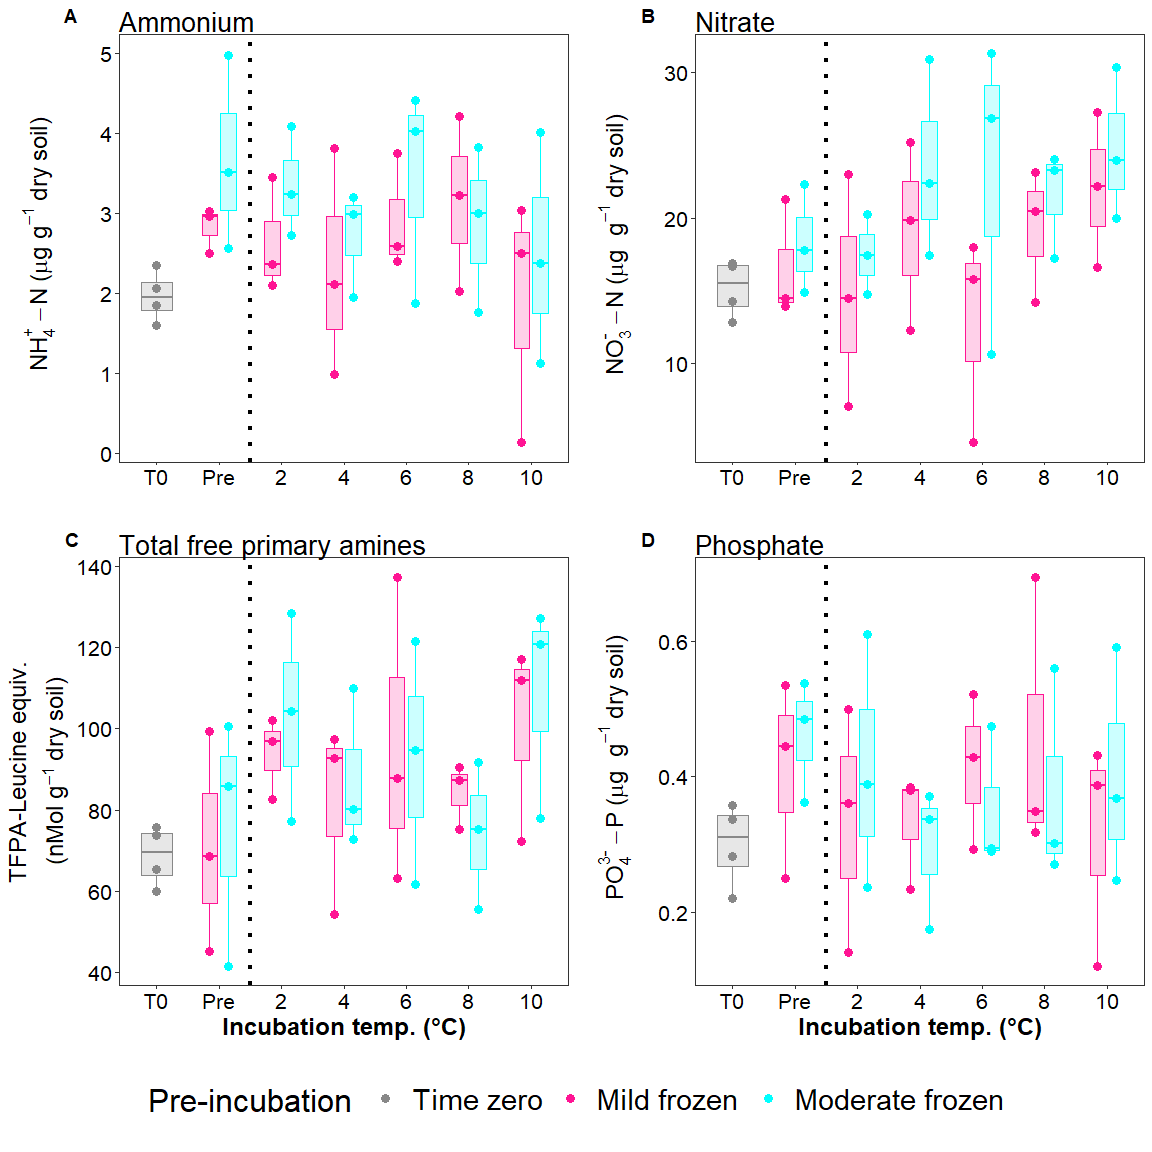 A Ammonium
5
4
3
2
1
0
NH₄⁺ – N (µg g⁻¹ dry soil)
T0 Pre 2 4 6 8 10
B Nitrate
30
20
10
NO₃⁻ – N (µg g⁻¹ dry soil)
T0 Pre 2 4 6 8 10
C Total free primary amines
140
120
100
80
60
40
TFPA-Leucine equiv.
(nMol g⁻¹ dry soil)
T0 Pre 2 4 6 8 10
Incubation temp. (°C)
D Phosphate
0.6
0.4
0.2
PO₄³⁻ – P (µg g⁻¹ dry soil)
T0 Pre 2 4 6 8 10
Incubation temp. (°C)
Pre-incubation Time zero Mild frozen Moderate frozen